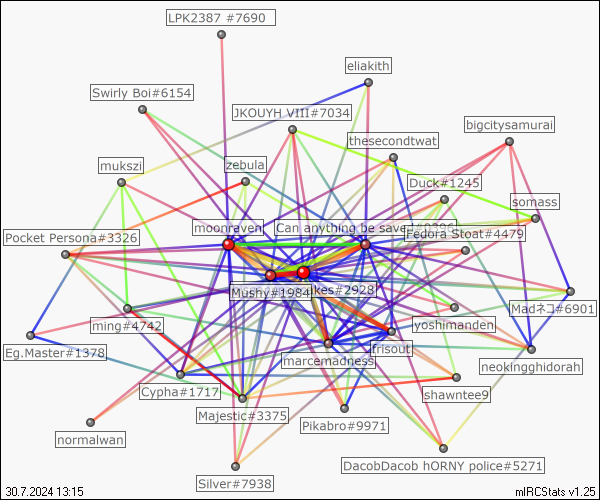 LPK2387 #7690
eliakith
Swirly Boi#6154
JKOUYH VIII#7034
bigcitysamurai
thesecondtwat
mukszi
zebula
Duck#1245
somass
moonraven
Can anything be save
Pocket Persona#3326
Fedora Stoat#4479
Mushy#1984
ikes#2928
Madネコ#6901
ming#4742
yoshimanden
Eg.Master#1378
marcemadness
frisout
neokingghidorah
Cypha#1717
shawntee9
Majestic#3375
Pikabro#9971
normalwan
DacobDacob hORNY police#5271
Silver#7938
30.7.2024 13:15
mIRCStats v1.25